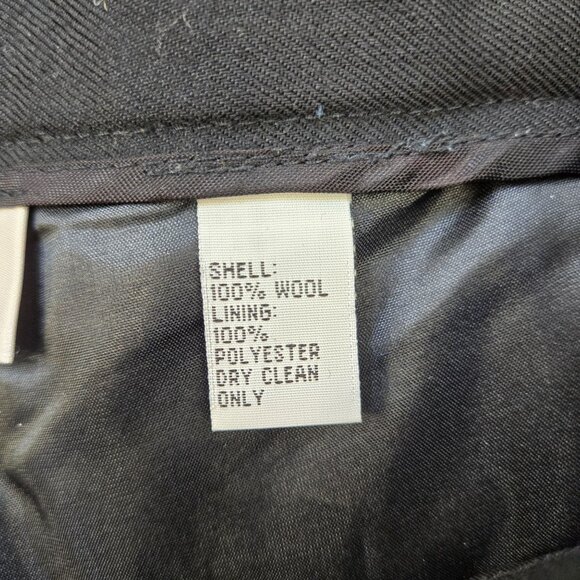 SHELL:
100% WOOL
LINING:
100%
POLYESTER
DRY CLEAN
ONLY